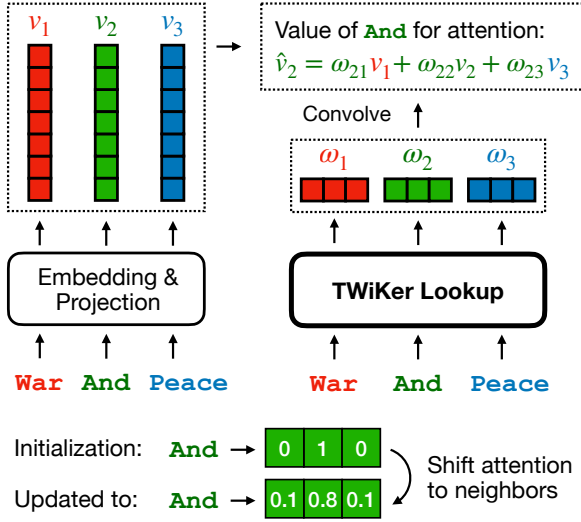 v₁ v₂ v₃
Value of And for attention:
v̂₂ = ω₂₁v₁ + ω₂₂v₂ + ω₂₃v₃
Convolve
ω₁ ω₂ ω₃
Embedding &
Projection
TWiKer Lookup
War And Peace
War And Peace
Initialization: And 0 1 0
Updated to: And 0.1 0.8 0.1
Shift attention
to neighbors